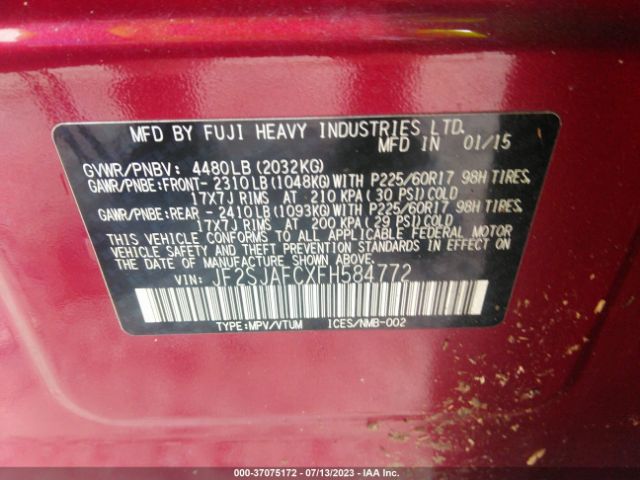 MFD BY FUJI HEAVY INDUSTRIES LTD.
MFD IN 01/15
GVWR/PNBV: 4480LB(2032KG)
GAWR/PNBE:FRONT- 2310LB(1048KG)WITH P225/60R17 98H TIRES,
17X7J RIMS AT 210 KPA( 30 PSI)COLD
GAWR/PNBE:REAR - 2410LB(1093KG)WITH P225/60R17 98H TIRES,
17X7J RIMS AT 200 KPA( 29 PSI)COLD
THIS VEHICLE CONFORMS TO ALL APPLICABLE FEDERAL MOTOR
VEHICLE SAFETY AND THEFT PREVENTION STANDARDS
IN EFFECT ON THE DATE OF MANUFACTURE SHOWN ABOVE.
VIN: JF2SJAFCXFH584772
TYPE:MPV/VTUM ICES/NMB-002
000-37075172 - 07/13/2023 - IAA Inc.